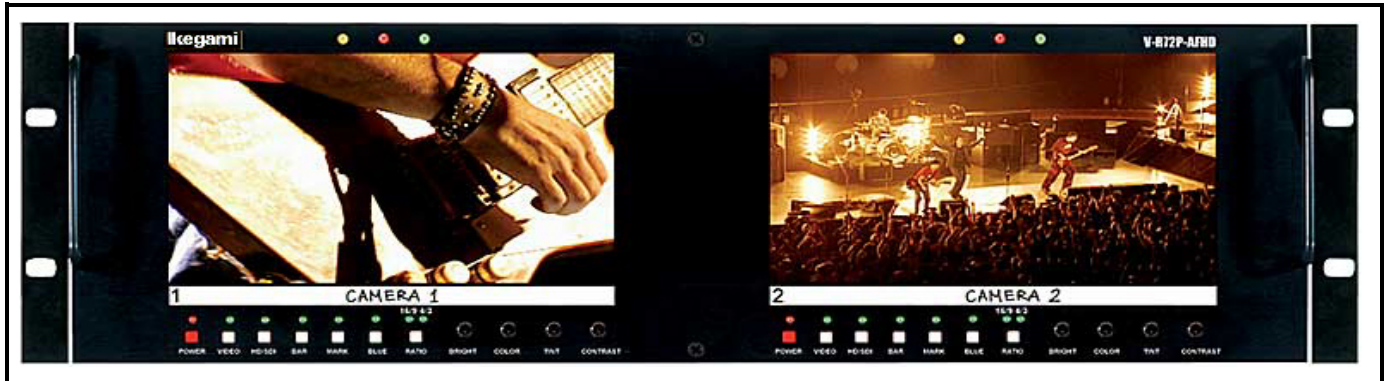 Ikegami
V-R72P-AFHD
1 CAMERA 1
2 CAMERA 2
16/9 4/3
16/9 4/3
POWER VIDEO HD/SDI BAR MARK BLUE RATIO BRIGHT COLOR TINT CONTRAST
POWER VIDEO HD/SDI BAR MARK BLUE RATIO BRIGHT COLOR TINT CONTRAST